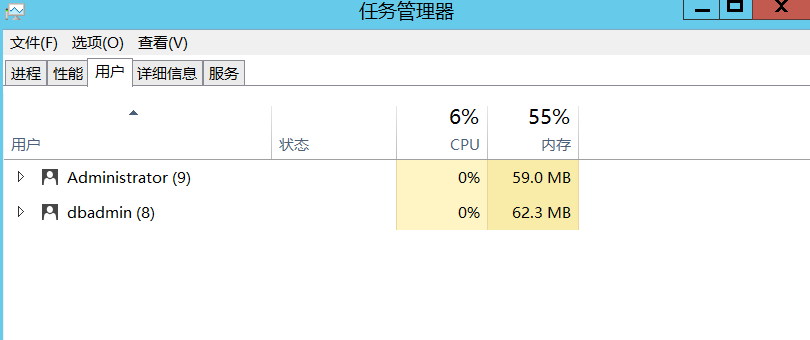 任务管理器
文件(F) 选项(O) 查看(V)
进程 性能 用户 详细信息 服务
6% 55%
用户 状态 CPU 内存
Administrator (9) 0% 59.0 MB
dbadmin (8) 0% 62.3 MB